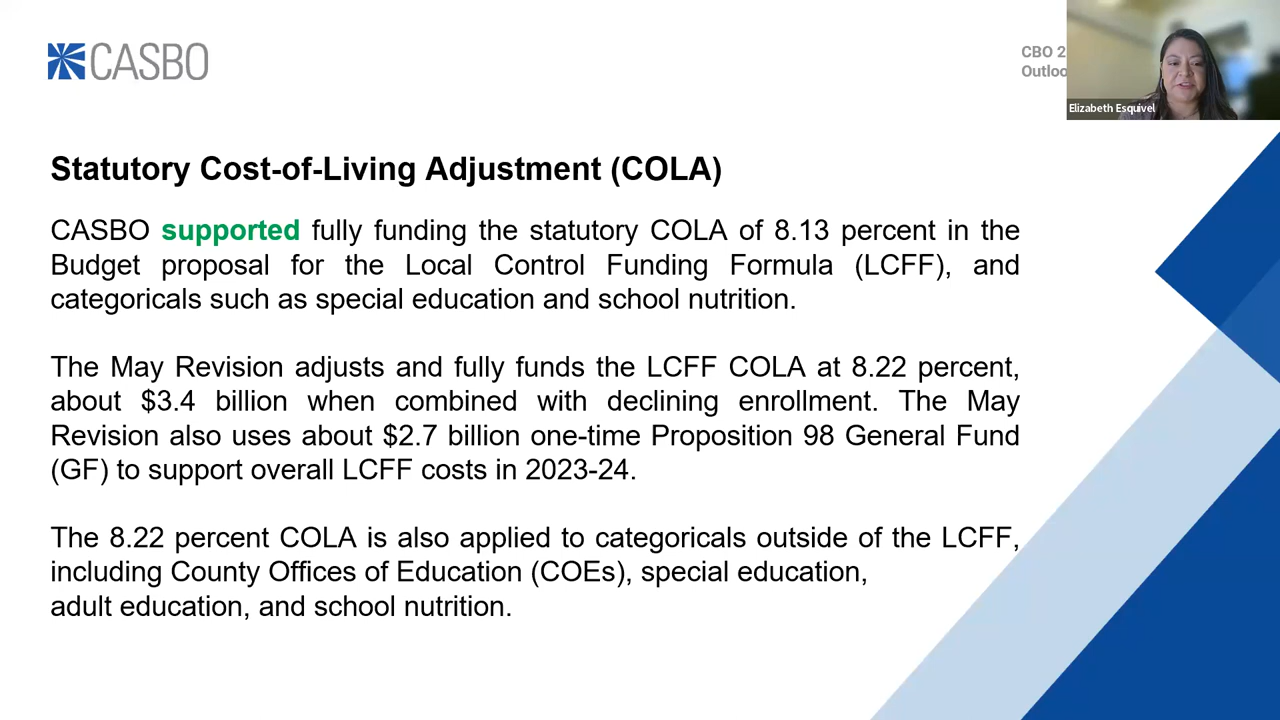 CASBO
CBO 2
Outloo
Elizabeth Esquivel
Statutory Cost-of-Living Adjustment (COLA)
CASBO supported fully funding the statutory COLA of 8.13 percent in the
Budget proposal for the Local Control Funding Formula (LCFF), and
categoricals such as special education and school nutrition.
The May Revision adjusts and fully funds the LCFF COLA at 8.22 percent,
about $3.4 billion when combined with declining enrollment. The May
Revision also uses about $2.7 billion one-time Proposition 98 General Fund
(GF) to support overall LCFF costs in 2023-24.
The 8.22 percent COLA is also applied to categoricals outside of the LCFF,
including County Offices of Education (COEs), special education,
adult education, and school nutrition.